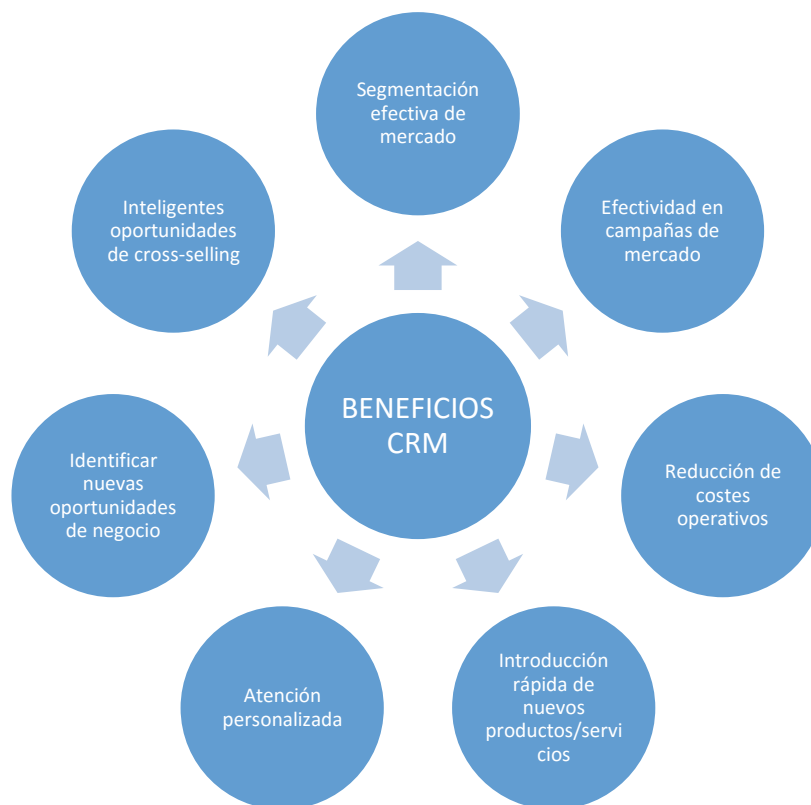 Segmentación
efectiva de
mercado
Efectividad en
campañas de
mercado
Reducción de
costes
operativos
Introducción
rápida de
nuevos
productos/servi
cios
Atención
personalizada
Identificar
nuevas
oportunidades
de negocio
Inteligentes
oportunidades
de cross-selling
BENEFICIOS
CRM